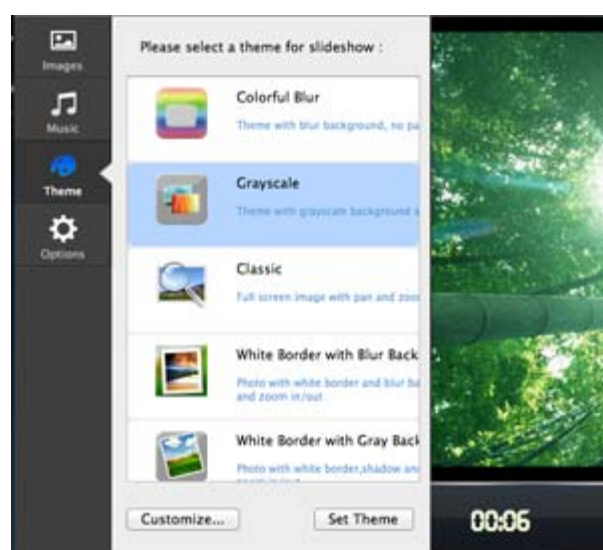 Images
Music
Theme
Options
Please select a theme for slideshow :
Colorful Blur
Theme with blur background, no pa
Grayscale
Theme with grayscale background
Classic
Full screen image with pan and zoo
White Border with Blur Back
Photo with white border and blur ba
and zoom in/out
White Border with Gray Back
Photo with white border,shadow and
zoom in/out
Customize...
Set Theme
00:06